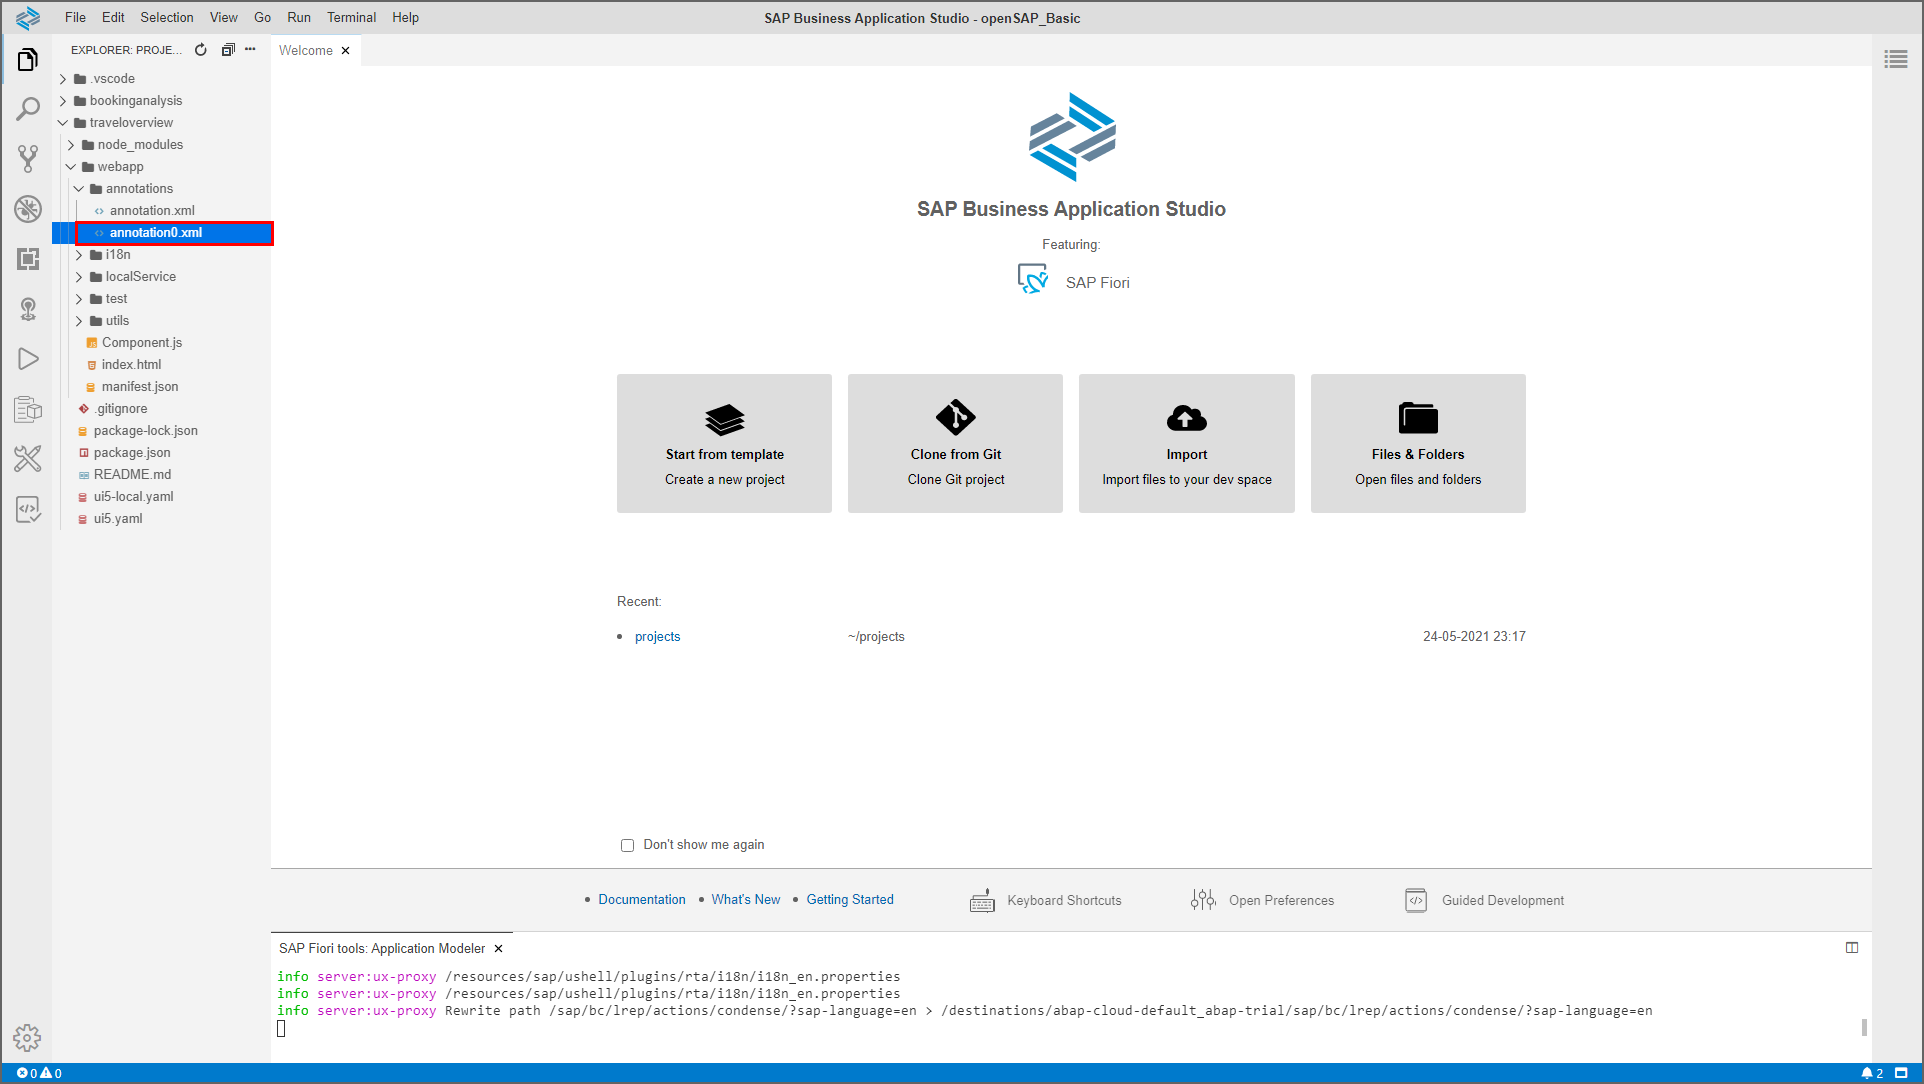 File Edit Selection View Go Run Terminal Help
SAP Business Application Studio - openSAP_Basic
EXPLORER: PROJE...
.vscode
bookinganalysis
traveloverview
node_modules
webapp
annotations
annotation.xml
annotation0.xml
i18n
localService
test
utils
Component.js
index.html
manifest.json
.gitignore
package-lock.json
package.json
README.md
ui5-local.yaml
ui5.yaml
Welcome
SAP Business Application Studio
Featuring:
SAP Fiori
Start from template
Create a new project
Clone from Git
Clone Git project
Import
Import files to your dev space
Files & Folders
Open files and folders
Recent:
projects ~/projects 24-05-2021 23:17
Don't show me again
Documentation What's New Getting Started Keyboard Shortcuts Open Preferences Guided Development
SAP Fiori tools: Application Modeler
info server:ux-proxy /resources/sap/ushell/plugins/rta/i18n/i18n_en.properties
info server:ux-proxy /resources/sap/ushell/plugins/rta/i18n/i18n_en.properties
info server:ux-proxy Rewrite path /sap/bc/lrep/actions/condense/?sap-language=en > /destinations/abap-cloud-default_abap-trial/sap/bc/lrep/actions/condense/?sap-language=en
0 0
2